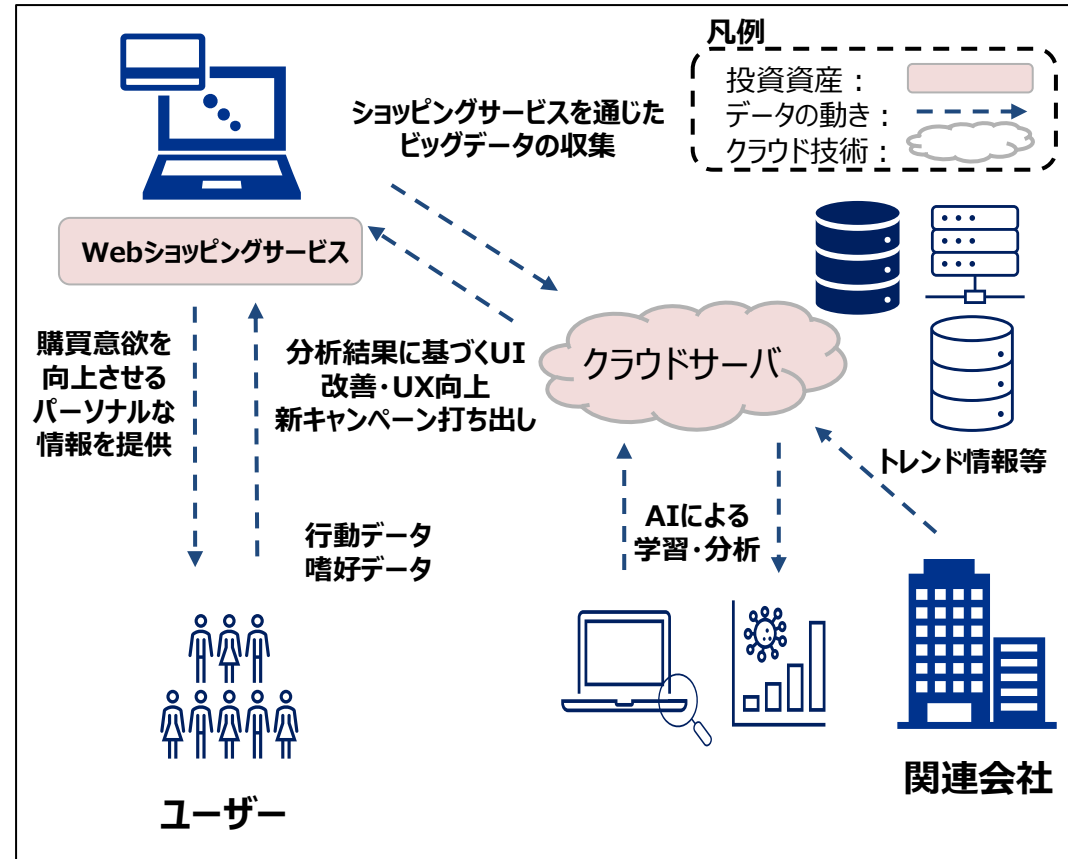 凡例
投資資産：
データの動き：
クラウド技術：
ショッピングサービスを通じた
ビッグデータの収集
Webショッピングサービス
購買意欲を
向上させる
パーソナルな
情報を提供
分析結果に基づくUI
改善・UX向上
新キャンペーン打ち出し
クラウドサーバ
トレンド情報等
行動データ
嗜好データ
AIによる
学習・分析
ユーザー
関連会社